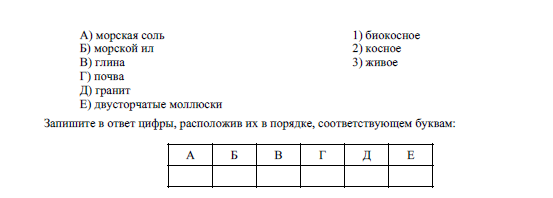 А) морская соль 1) биокосное
Б) морской ил 2) косное
В) глина 3) живое
Г) почва
Д) гранит
Е) двусторчатые моллюски
Запишите в ответ цифры, расположив их в порядке, соответствующем буквам:
А Б В Г Д Е